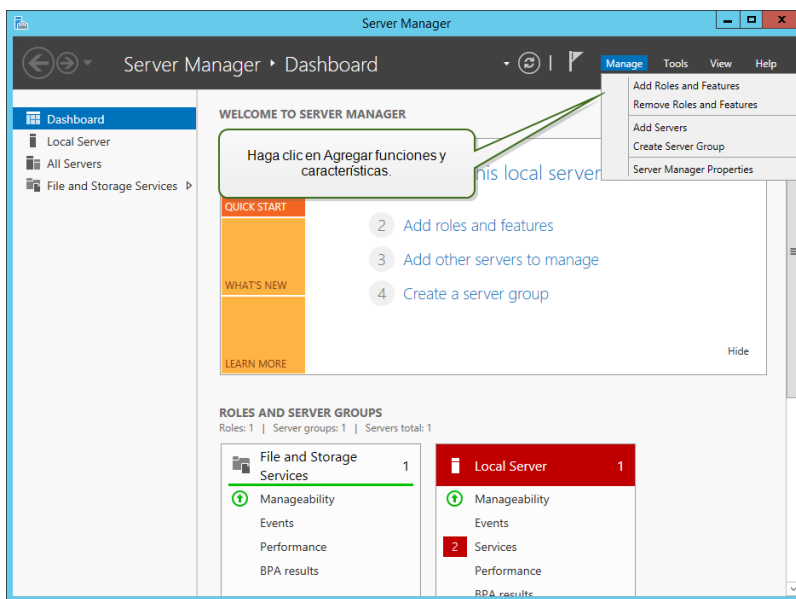 Server Manager
Server Manager • Dashboard
Manage Tools View Help
Add Roles and Features
Remove Roles and Features
Add Servers
Create Server Group
Server Manager Properties
Dashboard
Local Server
All Servers
File and Storage Services
WELCOME TO SERVER MANAGER
Haga clic en Agregar funciones y
características.
his local server
QUICK START
2 Add roles and features
3 Add other servers to manage
WHAT'S NEW
4 Create a server group
Hide
LEARN MORE
ROLES AND SERVER GROUPS
Roles: 1 | Server groups: 1 | Servers total: 1
File and Storage
Services
1
Manageability
Events
Performance
BPA results
Local Server 1
Manageability
Events
2 Services
Performance
BPA results